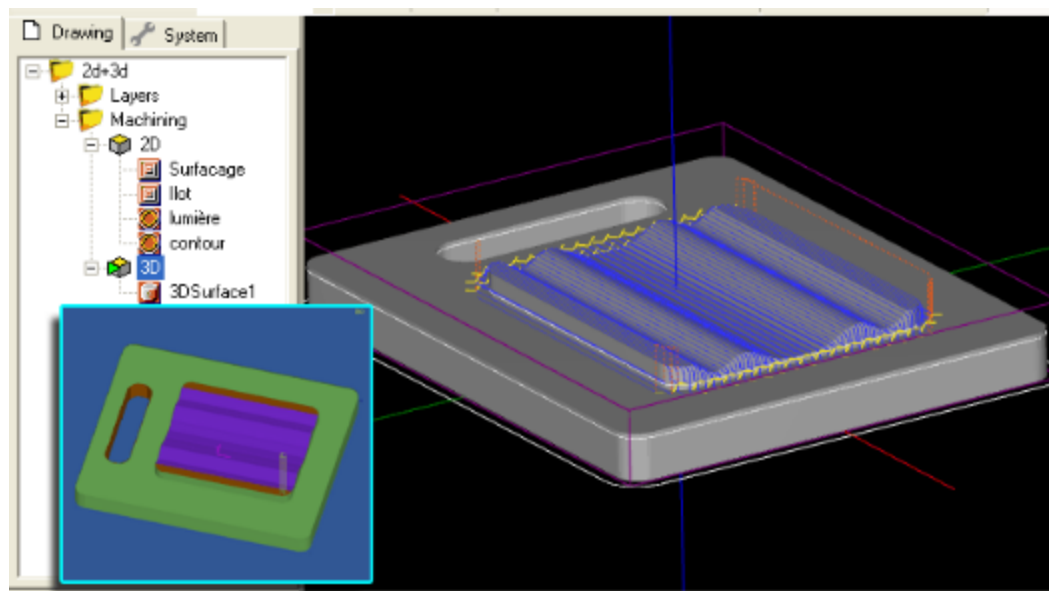 Drawing
System
2d+3d
Layers
Machining
2D
Surfacage
Ilot
lumière
contour
3D
3DSurface1